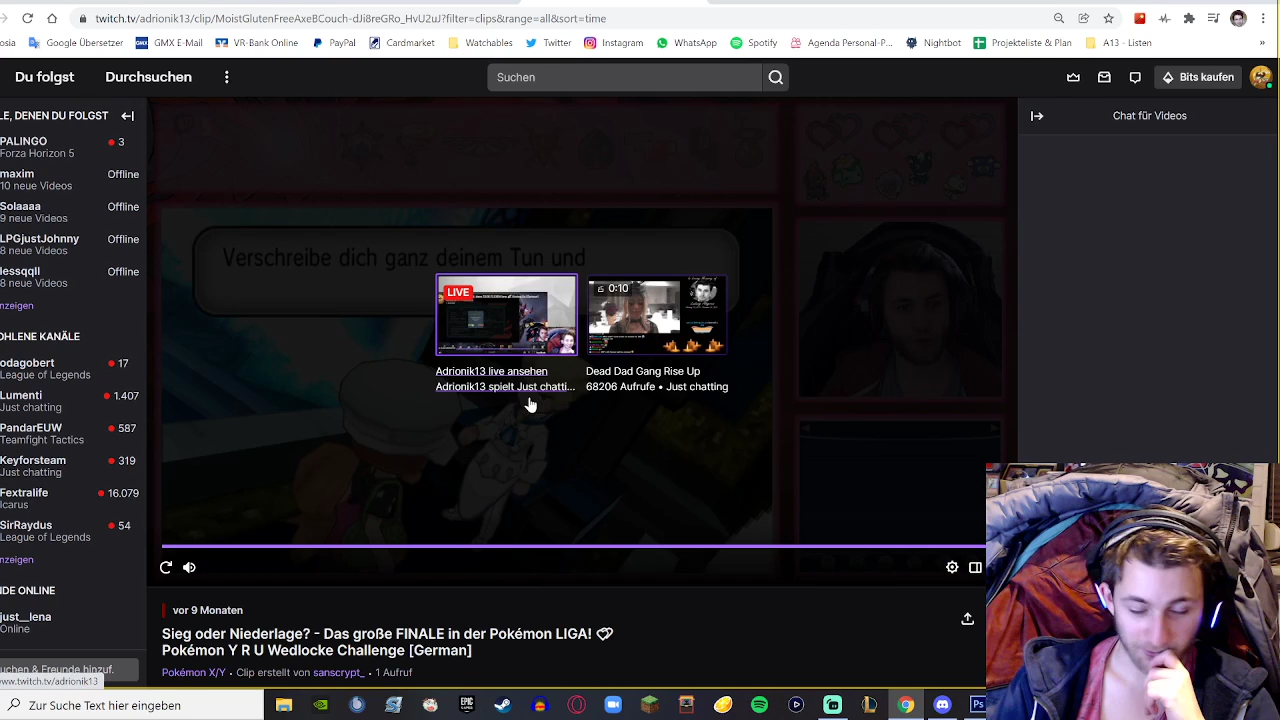 twitch.tv/adrionik13/clip/MoistGlutenFreeAxeBCouch-dJi8reGRo_HvU2uJ?filter=clips&range=all&sort=time
osia Google Übersetzer GMX E-Mail VR-Bank Online PayPal Cardmarket Watchables Twitter Instagram WhatsApp Spotify Agenda Personal-P... Nightbot Projekteliste & Plan A13 - Listen »
Du folgst Durchsuchen Suchen Bits kaufen
LE, DENEN DU FOLGST
Chat für Videos
PALINGO 3
Forza Horizon 5
maxim Offline
10 neue Videos
Solaaaa Offline
9 neue Videos
LPGjustJohnny Offline
8 neue Videos
lessqll Offline
8 neue Videos
nzeigen
OHLENE KANÄLE
odagobert 17
League of Legends
Lumenti 1.407
Just chatting
PandarEUW 587
Teamfight Tactics
Keyforsteam 319
Just chatting
Fextralife 16.079
Icarus
SirRaydus 54
League of Legends
nzeigen
NDE ONLINE
just__lena
Online
uchen & Freunde hinzuf.
ww.twitch.tv/adrionik13
Verschreibe dich ganz deinem Tun und
LIVE
0:10
Adrionik13 live ansehen
Adrionik13 spielt Just chatti...
Dead Dad Gang Rise Up
68206 Aufrufe • Just chatting
vor 9 Monaten
Sieg oder Niederlage? - Das große FINALE in der Pokémon LIGA!
Pokémon Y R U Wedlocke Challenge [German]
Pokémon X/Y • Clip erstellt von sanscrypt_ • 1 Aufruf
Zur Suche Text hier eingeben